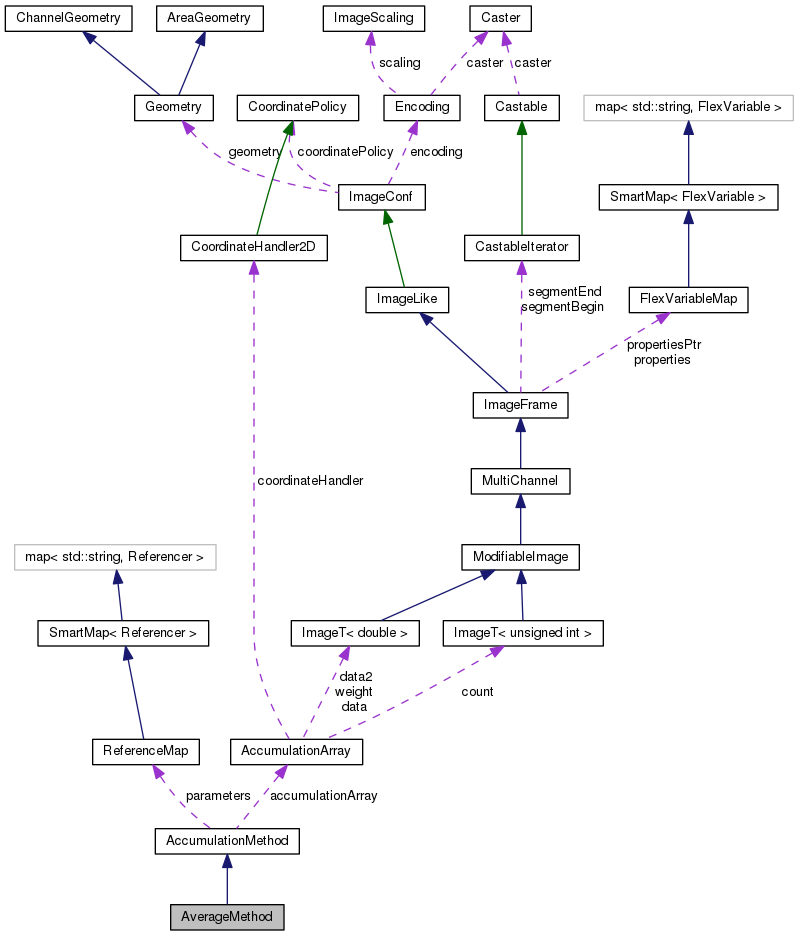 ChannelGeometry
AreaGeometry
ImageScaling
Caster
scaling
caster
caster
Geometry
CoordinatePolicy
Encoding
Castable
map< std::string, FlexVariable >
geometry
coordinatePolicy
encoding
ImageConf
SmartMap< FlexVariable >
CoordinateHandler2D
CastableIterator
ImageLike
segmentEnd
segmentBegin
FlexVariableMap
propertiesPtr
properties
ImageFrame
coordinateHandler
MultiChannel
map< std::string, Referencer >
ModifiableImage
SmartMap< Referencer >
ImageT< double >
ImageT< unsigned int >
data2
weight
data
count
ReferenceMap
AccumulationArray
parameters
accumulationArray
AccumulationMethod
AverageMethod